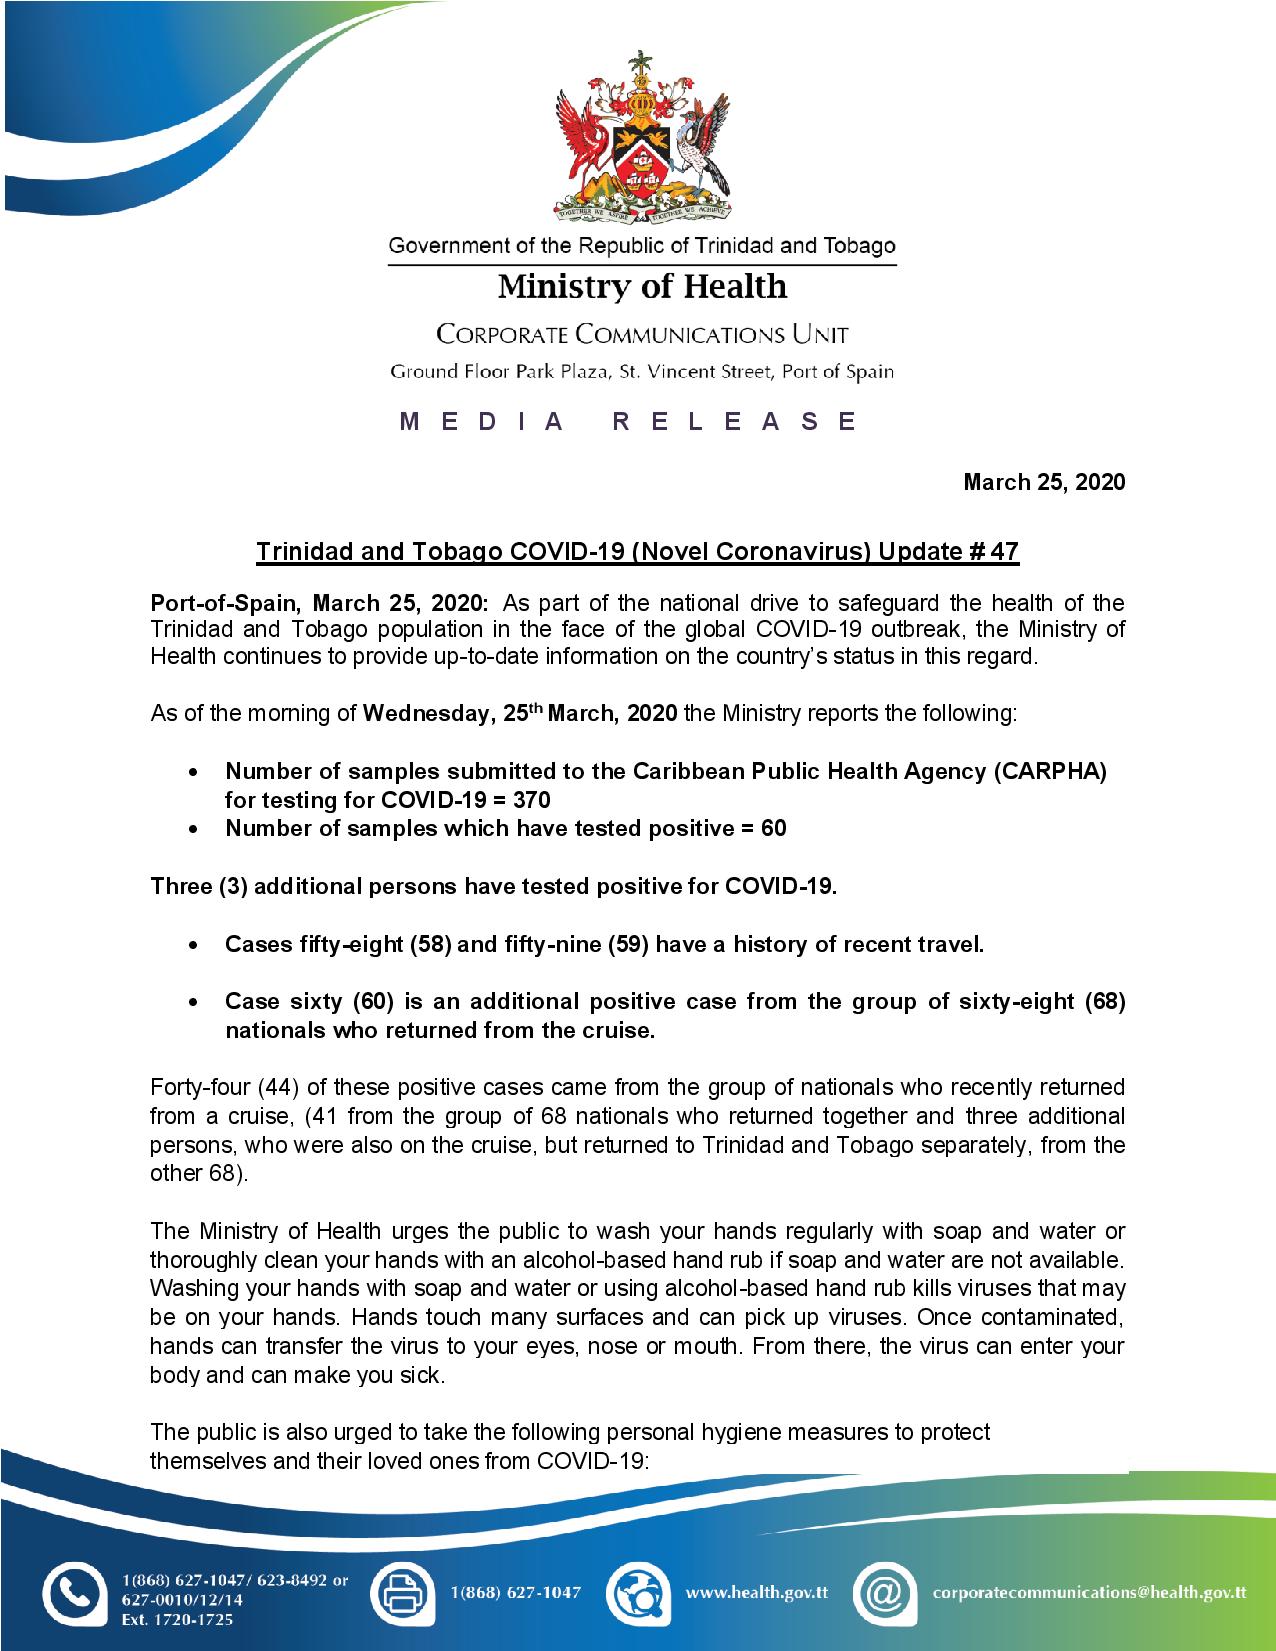 TOGETHER WE ASPIRE TOGETHER WE ACHIEVE
Government of the Republic of Trinidad and Tobago
Ministry of Health
CORPORATE COMMUNICATIONS UNIT
Ground Floor Park Plaza, St. Vincent Street, Port of Spain
MEDIA RELEASE
March 25, 2020
Trinidad and Tobago COVID-19 (Novel Coronavirus) Update # 47
Port-of-Spain, March 25, 2020: As part of the national drive to safeguard the health of the
Trinidad and Tobago population in the face of the global COVID-19 outbreak, the Ministry of
Health continues to provide up-to-date information on the country's status in this regard.
As of the morning of Wednesday, 25th March, 2020 the Ministry reports the following:
• Number of samples submitted to the Caribbean Public Health Agency (CARPHA)
for testing for COVID-19 = 370
• Number of samples which have tested positive = 60
Three (3) additional persons have tested positive for COVID-19.
• Cases fifty-eight (58) and fifty-nine (59) have a history of recent travel.
• Case sixty (60) is an additional positive case from the group of sixty-eight (68)
nationals who returned from the cruise.
Forty-four (44) of these positive cases came from the group of nationals who recently returned
from a cruise, (41 from the group of 68 nationals who returned together and three additional
persons, who were also on the cruise, but returned to Trinidad and Tobago separately, from the
other 68).
The Ministry of Health urges the public to wash your hands regularly with soap and water or
thoroughly clean your hands with an alcohol-based hand rub if soap and water are not available.
Washing your hands with soap and water or using alcohol-based hand rub kills viruses that may
be on your hands. Hands touch many surfaces and can pick up viruses. Once contaminated,
hands can transfer the virus to your eyes, nose or mouth. From there, the virus can enter your
body and can make you sick.
The public is also urged to take the following personal hygiene measures to protect
themselves and their loved ones from COVID-19:
1(868) 627-1047/ 623-8492 or
627-0010/12/14
Ext. 1720-1725
1(868) 627-1047
www.health.gov.tt
corporatecommunications@health.gov.tt